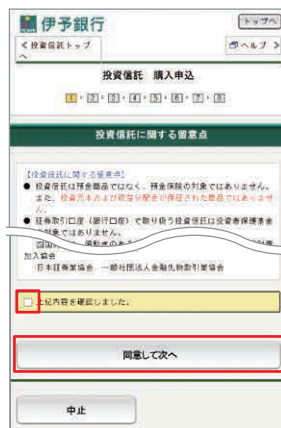 伊予銀行
トップへ
＜投資信託トップへ
ヘルプ＞
投資信託 購入申込
1・2・3・4・5・6・7・8
投資信託に関する留意点
【投資信託に関する留意点】
● 投資信託は預金商品ではなく、預金保険の対象ではありません。
また、投資元本および収益分配金が保証された商品ではありません。
● 証券取引口座（銀行口座）で取り扱う投資信託は投資者保護基金
の対象ではありません。
加入協会
日本証券業協会 一般社団法人金融先物取引業協会
上記内容を確認しました。
同意して次へ
中止